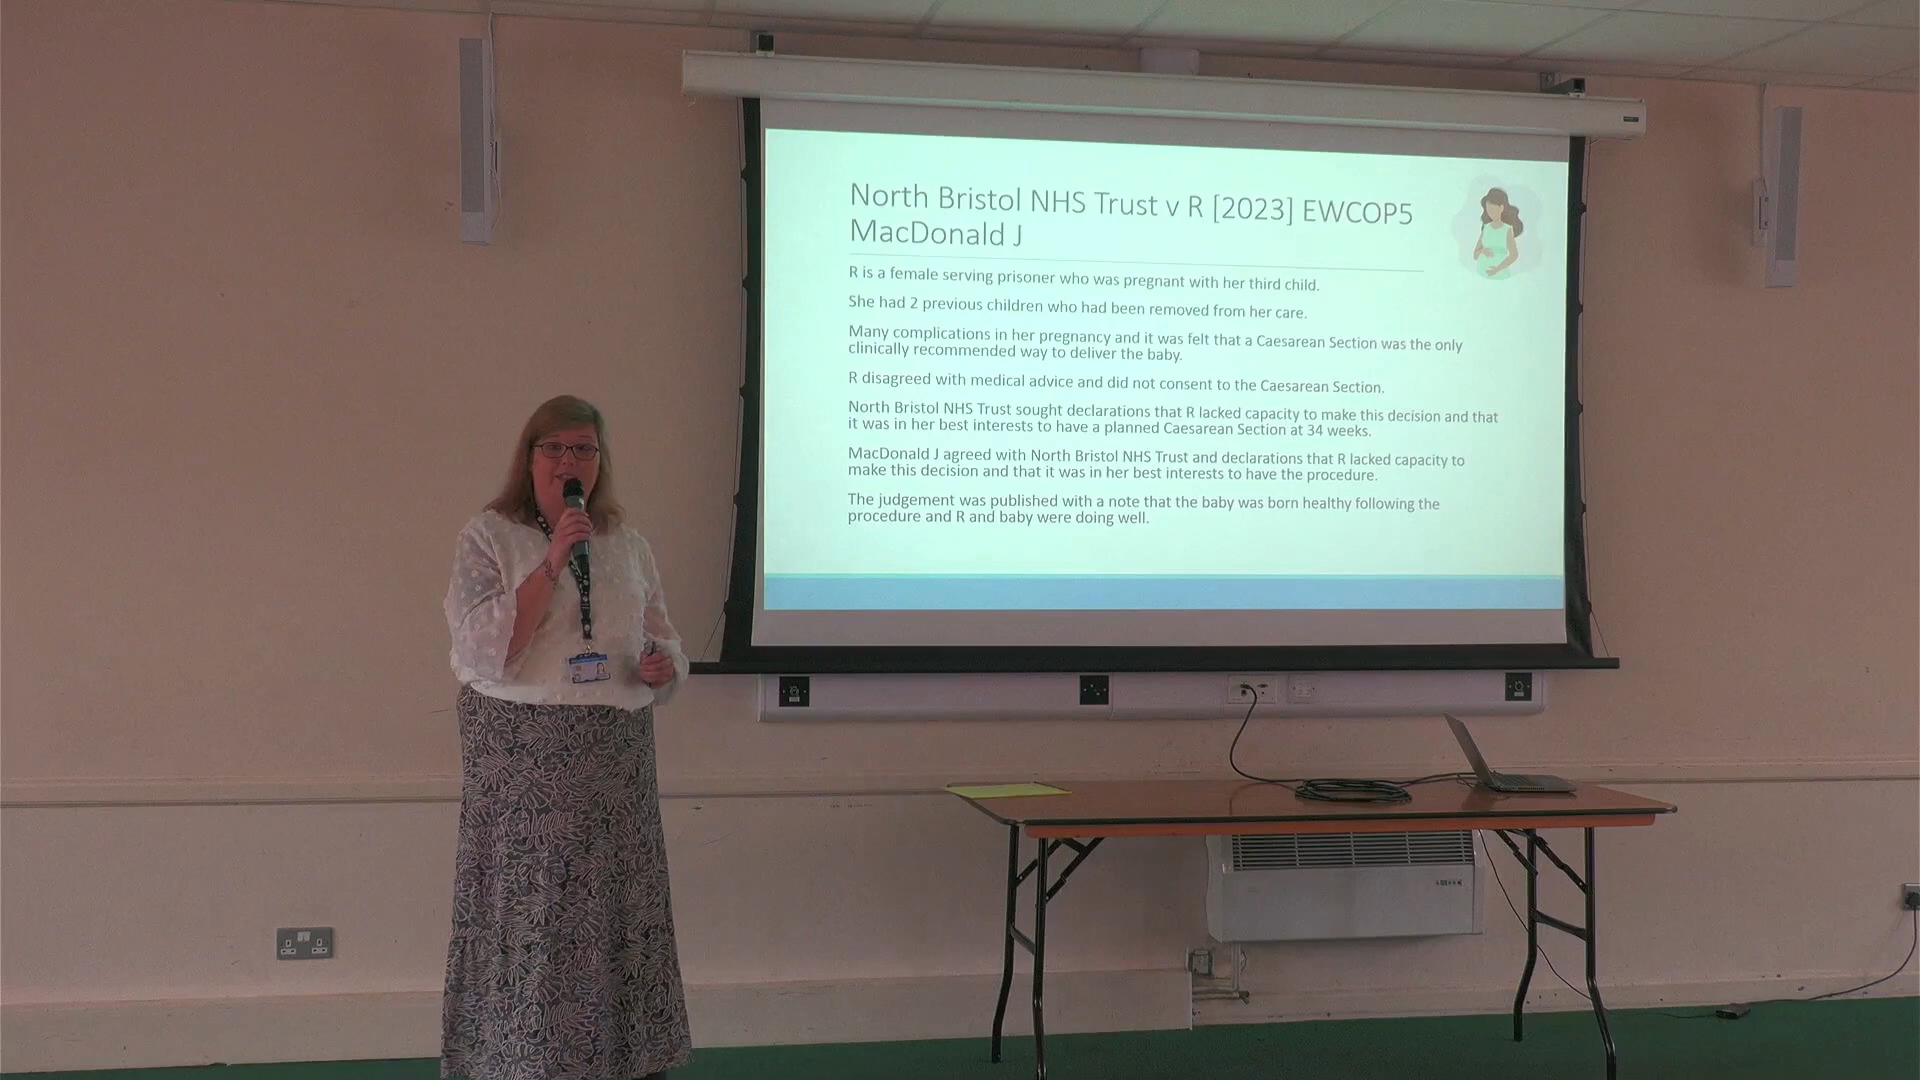 North Bristol NHS Trust v R [2023] EWCOP5
MacDonald J
R is a female serving prisoner who was pregnant with her third child.
She had 2 previous children who had been removed from her care.
Many complications in her pregnancy and it was felt that a Caesarean Section was the only
clinically recommended way to deliver the baby.
R disagreed with medical advice and did not consent to the Caesarean Section.
North Bristol NHS Trust sought declarations that R lacked capacity to make this decision and that
it was in her best interests to have a planned Caesarean Section at 34 weeks.
MacDonald J agreed with North Bristol NHS Trust and declarations that R lacked capacity to
make this decision and that it was in her best interests to have the procedure.
The judgement was published with a note that the baby was born healthy following the
procedure and R and baby were doing well.